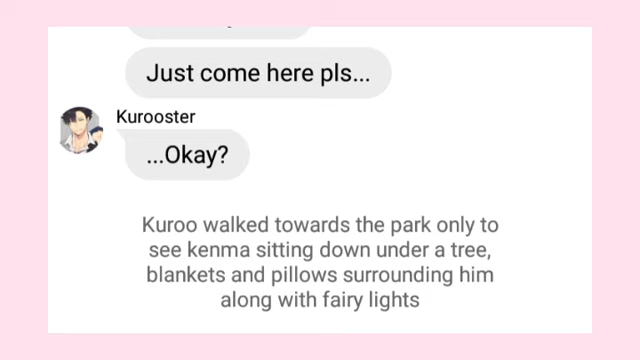 Just come here pls...
Kurooster
...Okay?
Kuroo walked towards the park only to
see kenma sitting down under a tree,
blankets and pillows surrounding him
along with fairy lights